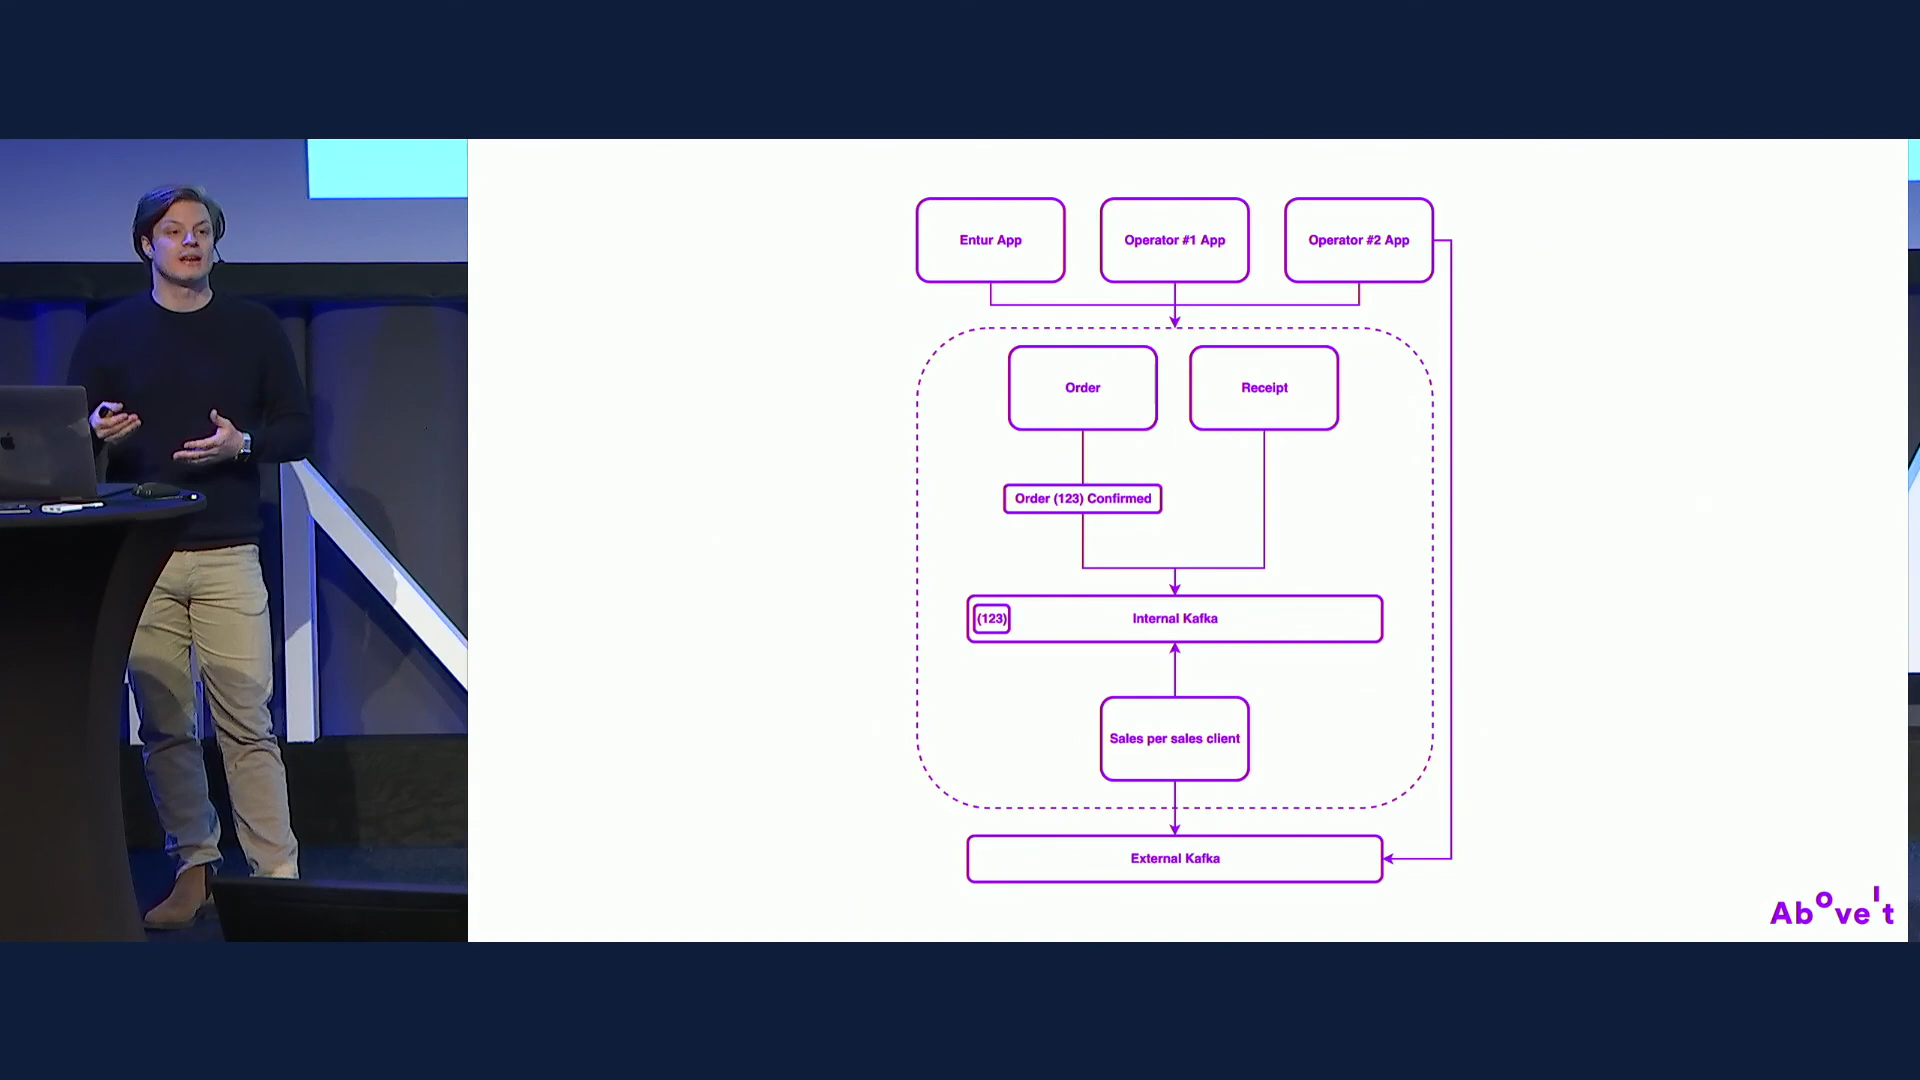 Entur App
Operator #1 App
Operator #2 App
Order
Receipt
Order (123) Confirmed
(123)
Internal Kafka
Sales per sales client
External Kafka
AboveIt